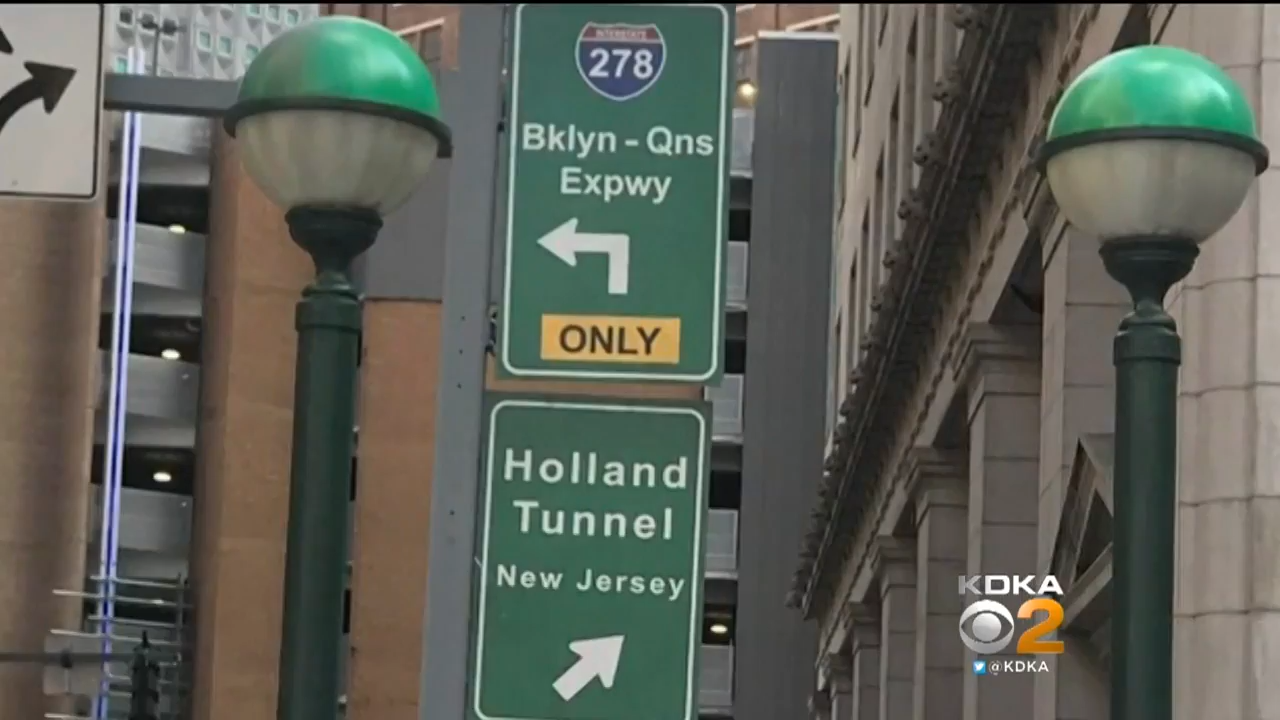 INTERSTATE
278
Bklyn - Qns
Expwy
ONLY
Holland
Tunnel
New Jersey
KDKA
2
@KDKA